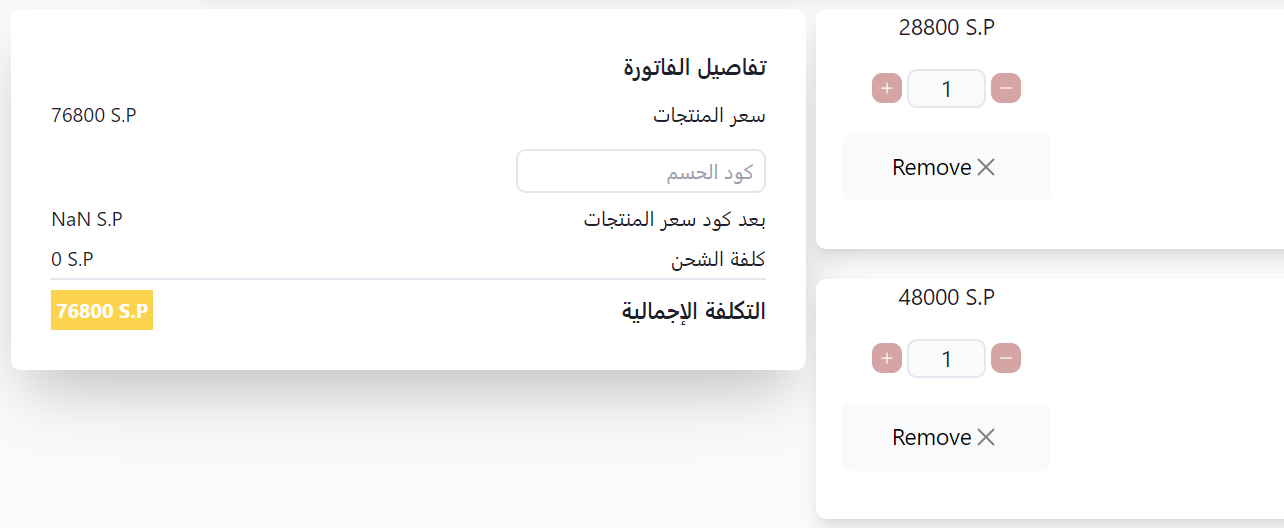 تفاصيل الفاتورة
سعر المنتجات 76800 S.P
كود الحسم
بعد كود سعر المنتجات NaN S.P
كلفة الشحن 0 S.P
التكلفة الإجمالية 76800 S.P
28800 S.P
+ 1 −
Remove ×
48000 S.P
+ 1 −
Remove ×